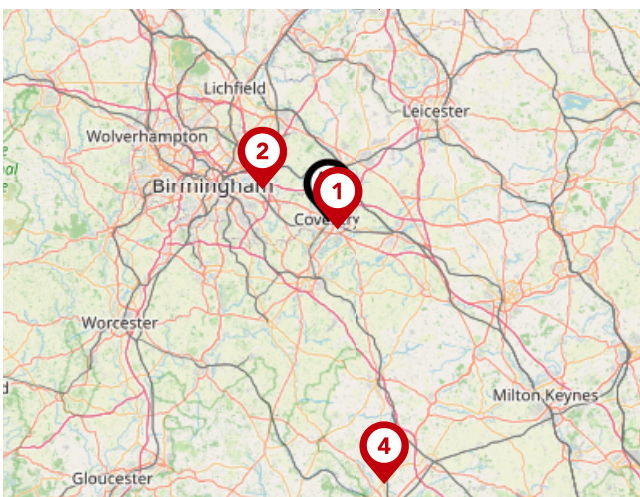 Lichfield
Leicester
Wolverhampton
2
Birmingham
1
Coventry
Worcester
Milton Keynes
4
Gloucester